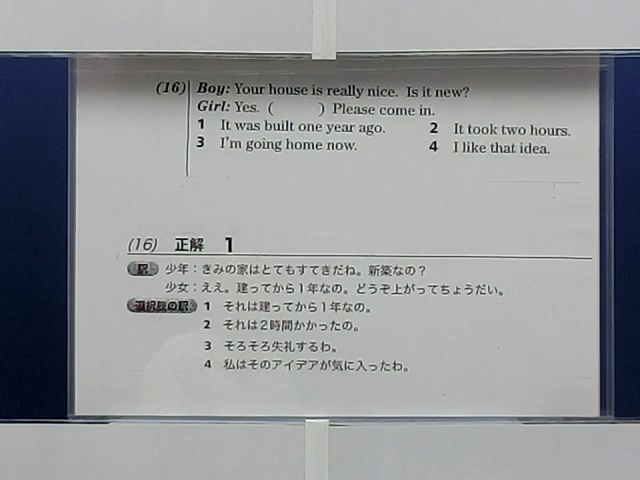 (16) Boy: Your house is really nice. Is it new?
Girl: Yes. ( ) Please come in.
1 It was built one year ago. 2 It took two hours.
3 I'm going home now. 4 I like that idea.
(16) 正解 1
訳 少年：きみの家はとてもすてきだね。新築なの？
少女：ええ。建ってから1年なの。どうぞ上がってちょうだい。
選択肢の訳 1 それは建ってから1年なの。
2 それは2時間かかったの。
3 そろそろ失礼するわ。
4 私はそのアイデアが気に入ったわ。